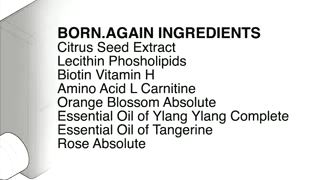 BORN.AGAIN INGREDIENTS
Citrus Seed Extract
Lecithin Phosholipids
Biotin Vitamin H
Amino Acid L Carnitine
Orange Blossom Absolute
Essential Oil of Ylang Ylang Complete
Essential Oil of Tangerine
Rose Absolute